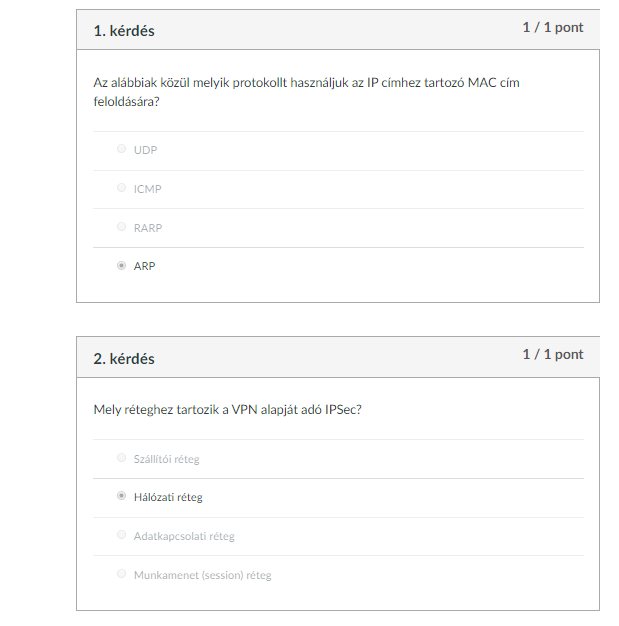 1. kérdés
1 / 1 pont
Az alábbiak közül melyik protokollt használjuk az IP címhez tartozó MAC cím
feloldására?
UDP
ICMP
RARP
ARP
2. kérdés
1 / 1 pont
Mely réteghez tartozik a VPN alapját adó IPSec?
Szállítói réteg
Hálózati réteg
Adatkapcsolati réteg
Munkamenet (session) réteg